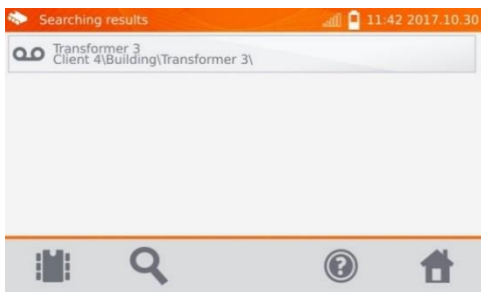 Searching results
11:42 2017.10.30
Transformer 3
Client 4\Building\Transformer 3\